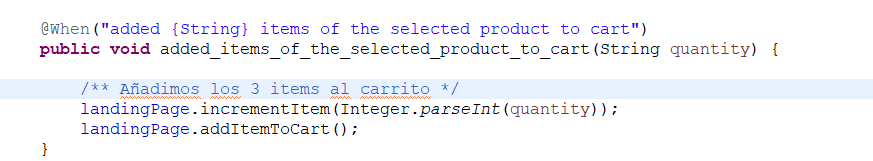 @When("added {String} items of the selected product to cart")
public void added_items_of_the_selected_product_to_cart(String quantity) {
/** Añadimos los 3 items al carrito */
landingPage.incrementItem(Integer.parseInt(quantity));
landingPage.addItemToCart();
}